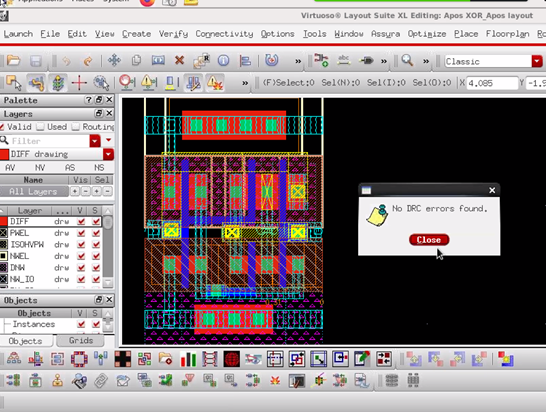 Applications Places System
Virtuoso® Layout Suite XL Editing: Apos XOR_Apos layout
Launch File Edit View Create Verify Connectivity Options Tools Window Assura Optimize Place Floorplan
Classic
(F)Select:0 Sel(N):0 Sel(I):0 Sel(O):0 X 4.085 Y -1.9
Palette
Layers
Valid Used Routing
Filter
DIFF drawing
AV NV AS NS
Name Vis Sel
All Layers
Layer ... V S
DIFF drw
PWEL drw
ISOHVPW drw
NWEL drw
DNW drw
NW_IO drw
Objects
Objects V S
Instances
Objects Grids
No DRC errors found.
Close